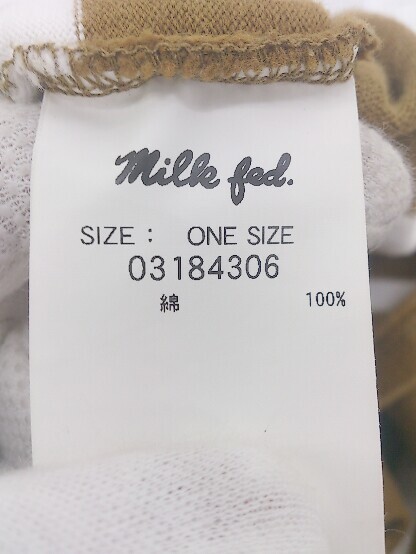 Milk fed.
SIZE : ONE SIZE
03184306
綿 100%